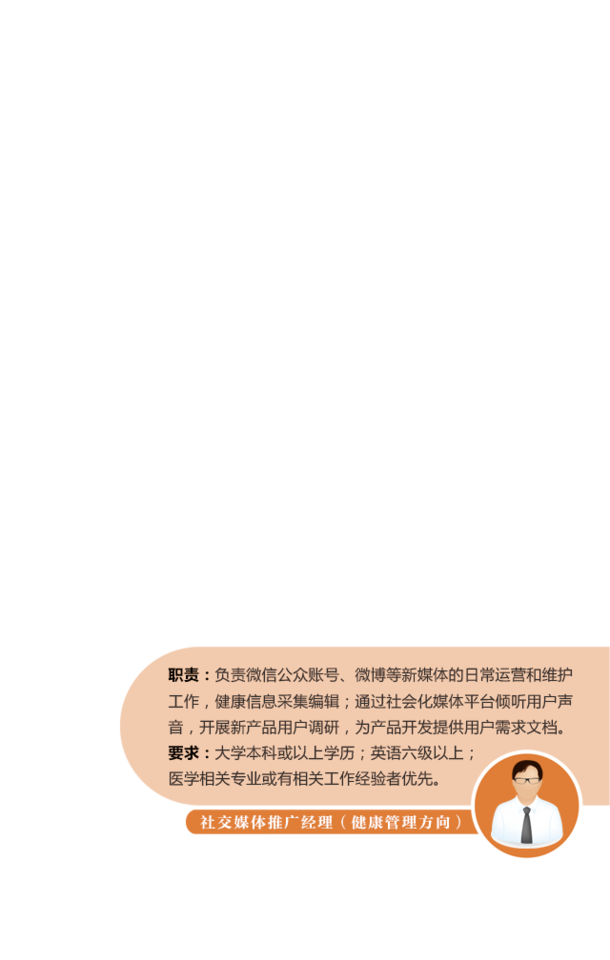 职责：负责微信公众账号、微博等新媒体的日常运营和维护
工作，健康信息采集编辑；通过社会化媒体平台倾听用户声
音，开展新产品用户调研，为产品开发提供用户需求文档。
要求：大学本科或以上学历；英语六级以上；
医学相关专业或有相关工作经验者优先。
社交媒体推广经理（健康管理方向）